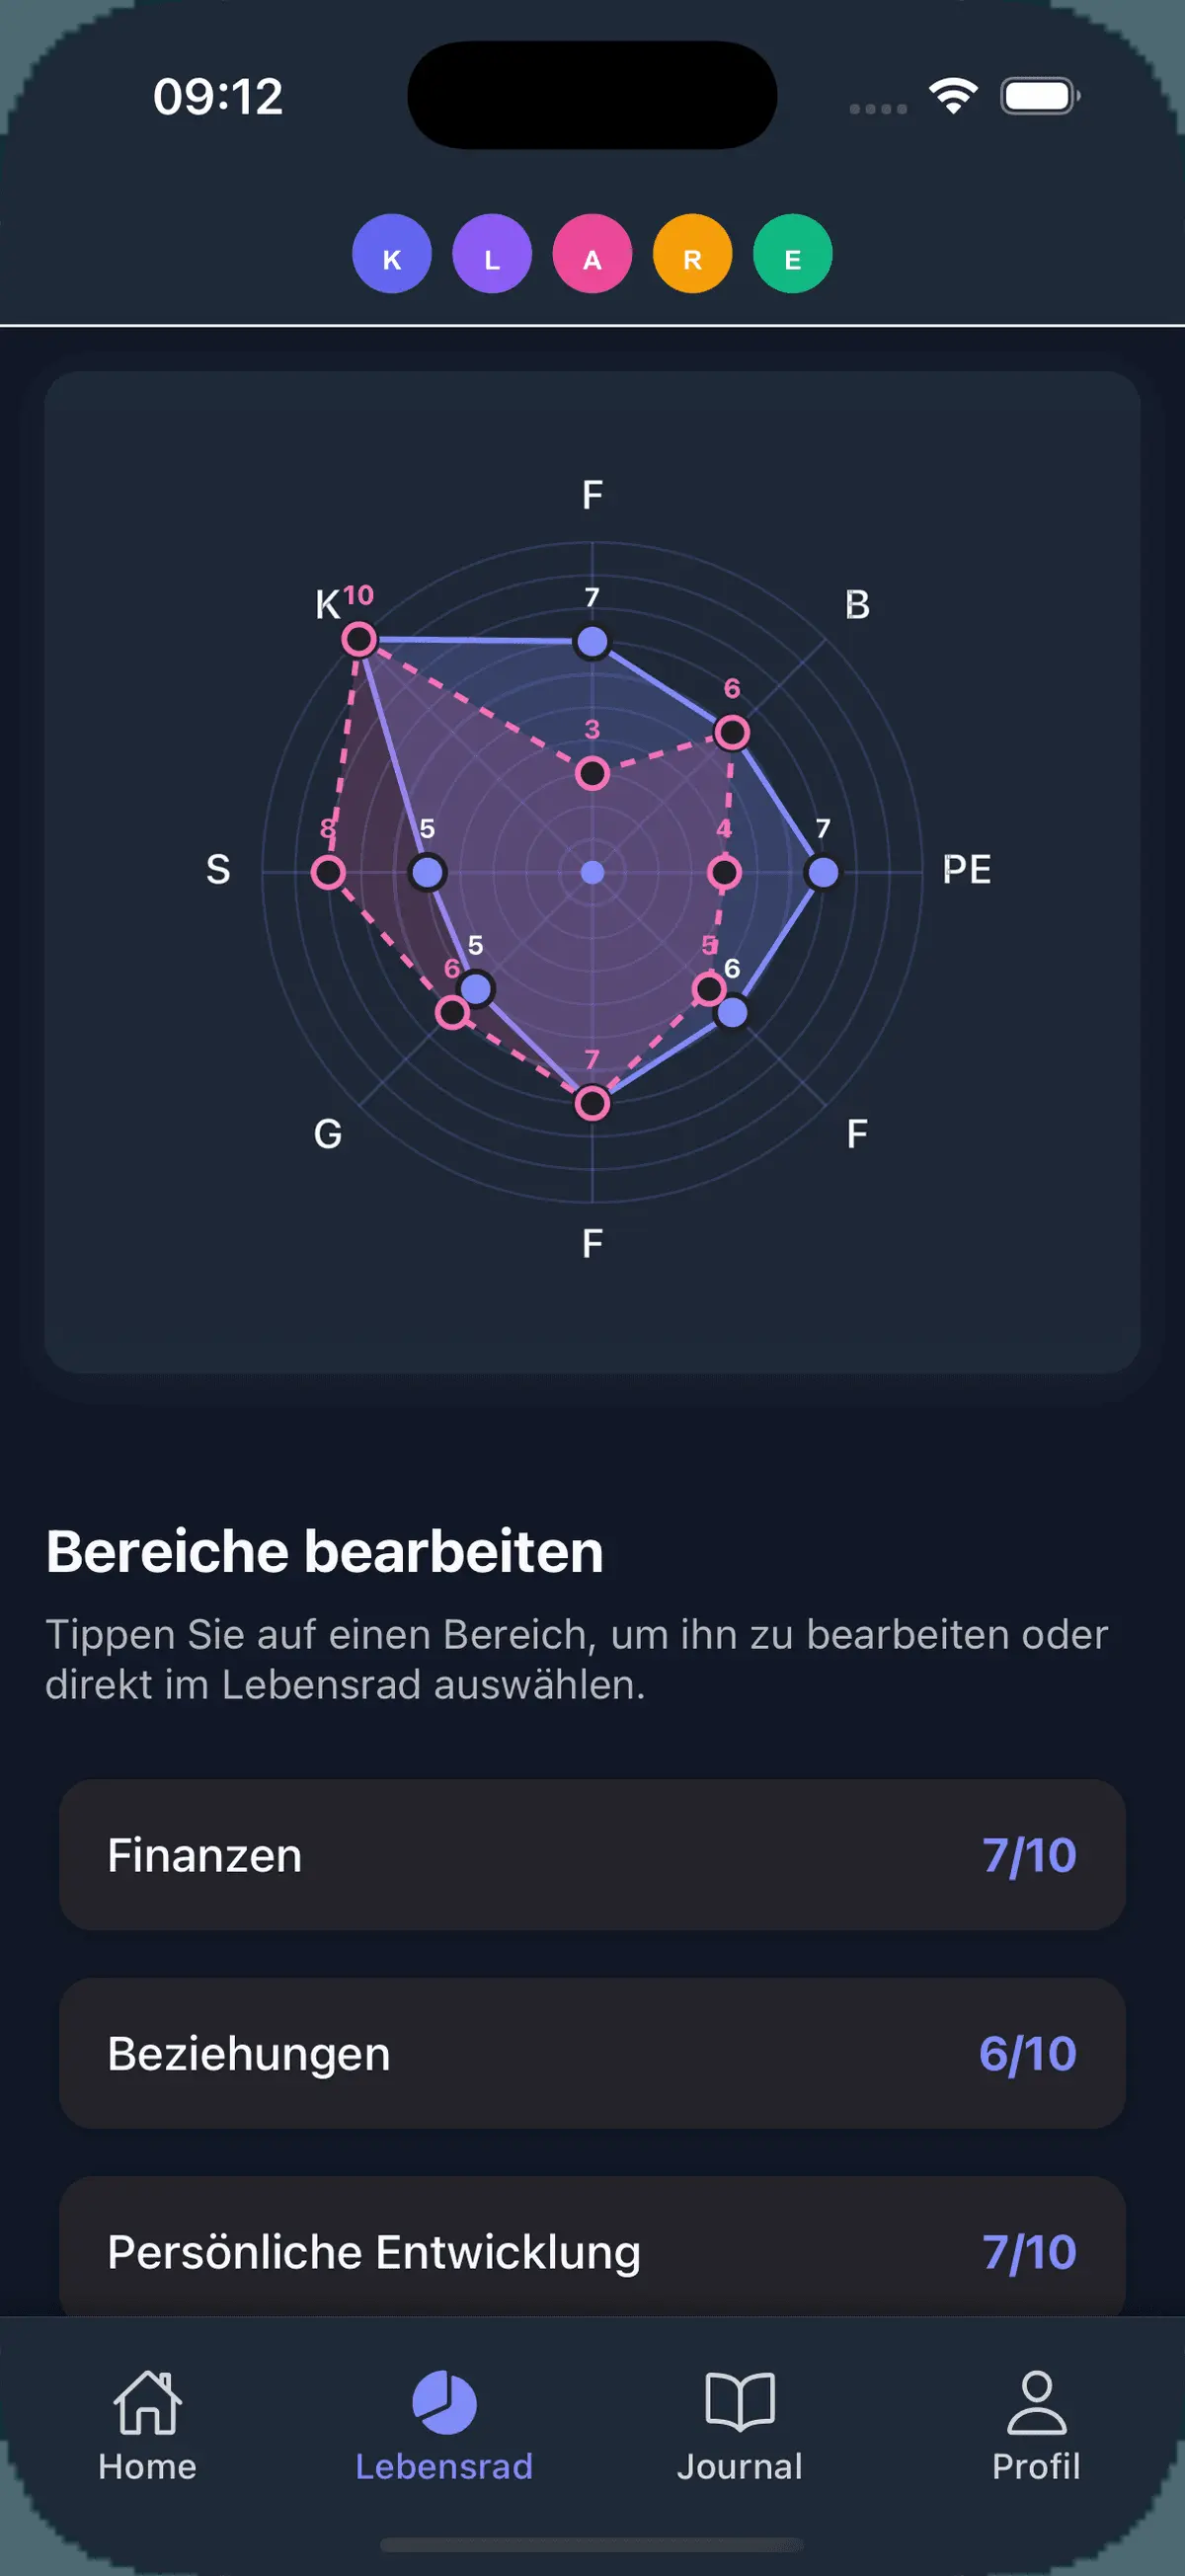 09:12
K L A R E
F
K 10
B
7
6
3
8
5
4
7
S
PE
5
5
6
6
7
G
F
F
Bereiche bearbeiten
Tippen Sie auf einen Bereich, um ihn zu bearbeiten oder
direkt im Lebensrad auswählen.
Finanzen 7/10
Beziehungen 6/10
Persönliche Entwicklung 7/10
Home Lebensrad Journal Profil